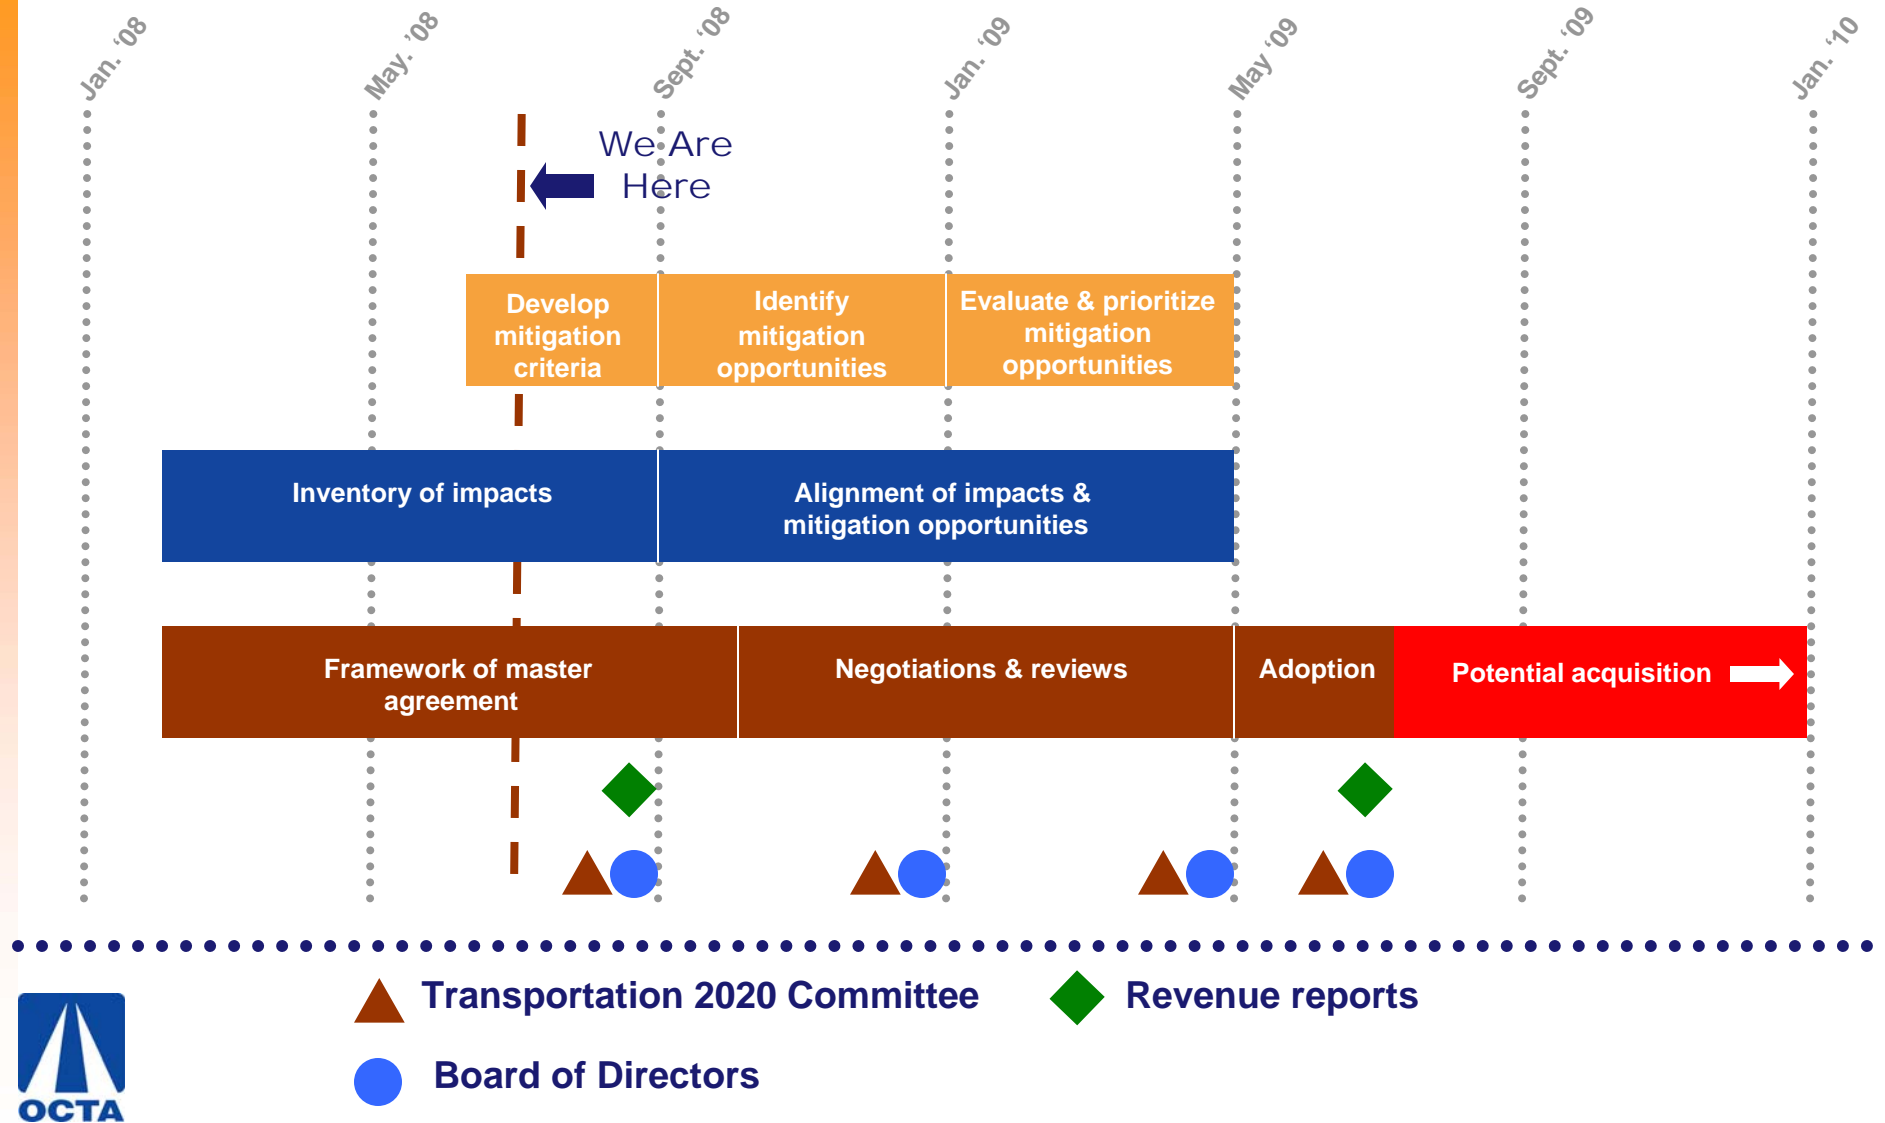 Jan. ‘08
May. ’08
Sept. ‘08
Jan. ‘09
May ‘09
Sept. ‘09
Jan. ‘10
We Are
Here
Develop
mitigation
criteria
Identify
mitigation
opportunities
Evaluate & prioritize
mitigation
opportunities
Inventory of impacts
Alignment of impacts &
mitigation opportunities
Framework of master
agreement
Negotiations & reviews
Adoption
Potential acquisition
Transportation 2020 Committee
Revenue reports
Board of Directors
OCTA